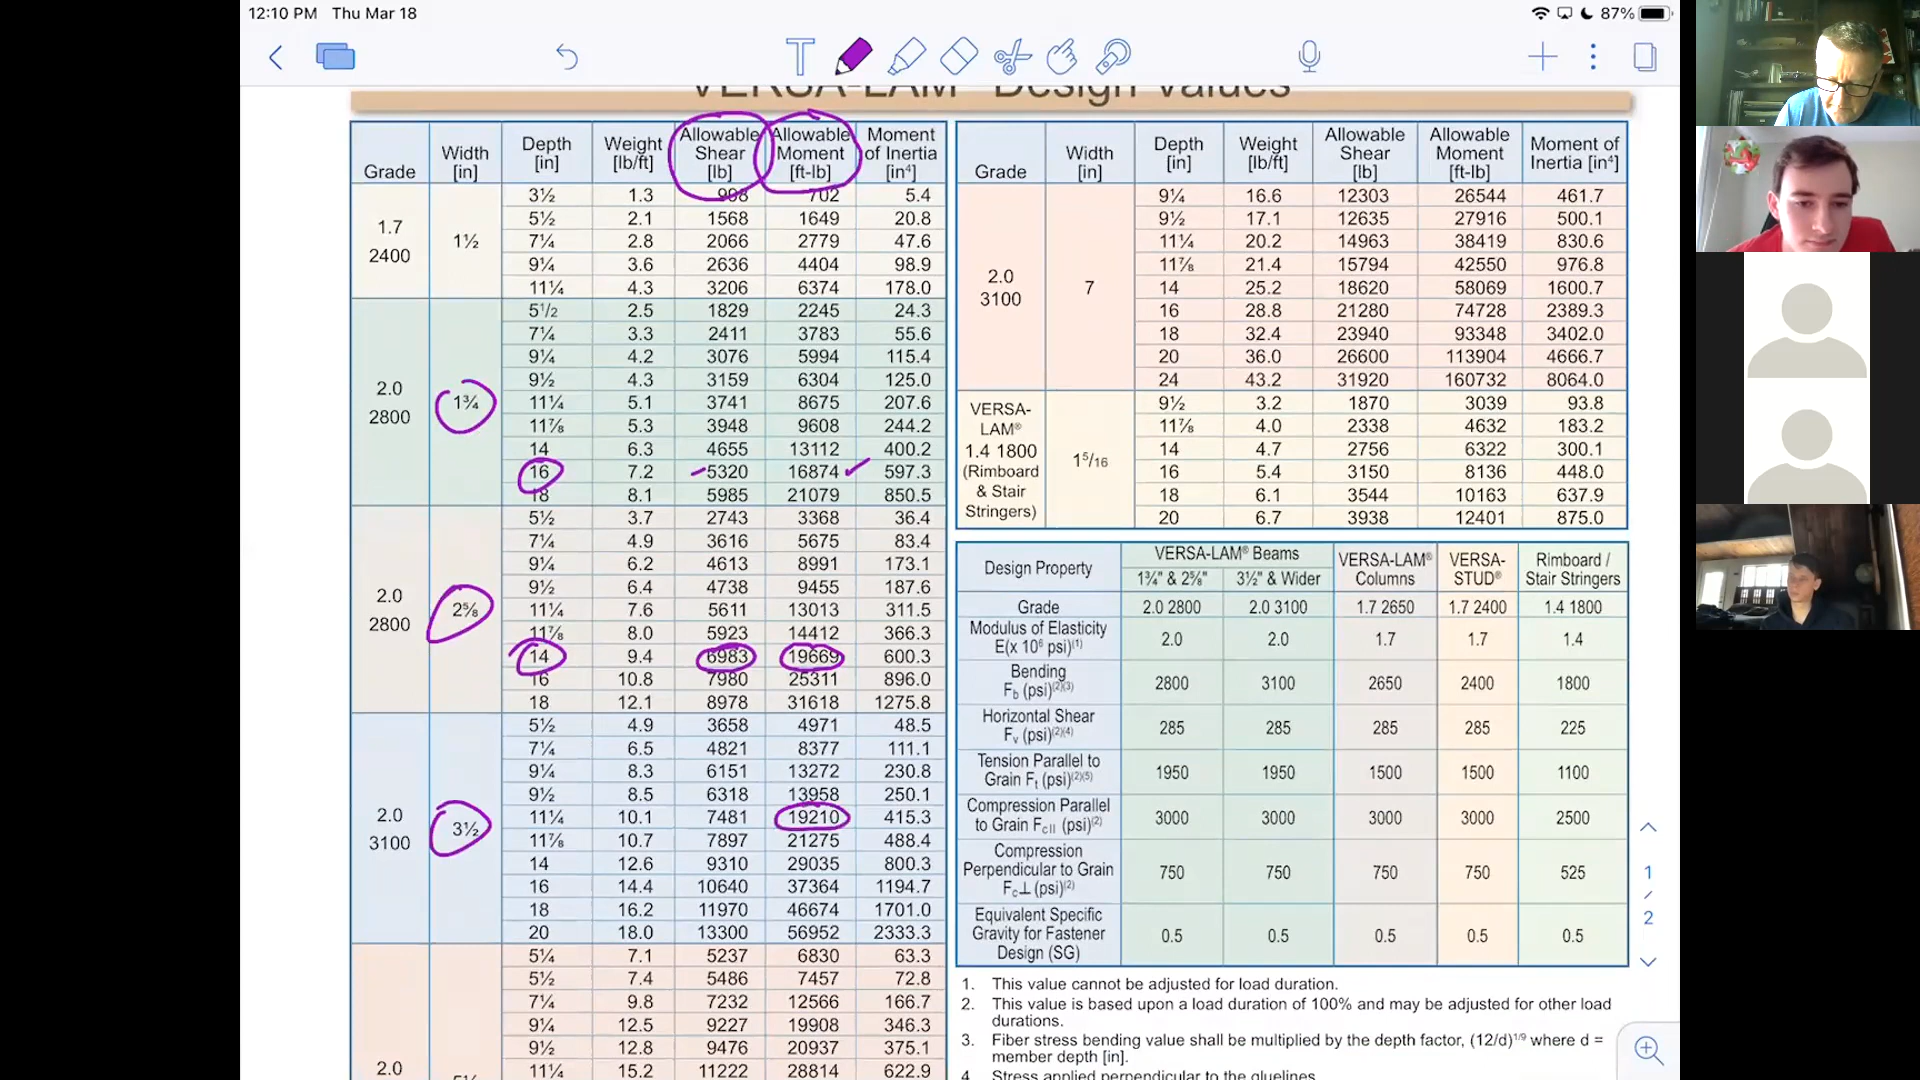 12:10 PM Thu Mar 18
87%
VERSA-LAM® Design Values
Grade Width [in] Depth [in] Weight [lb/ft] Allowable Shear [lb] Allowable Moment [ft-lb] Moment of Inertia [in⁴]
1.7 2400 1½
3½ 1.3 998 702 5.4
5½ 2.1 1568 1649 20.8
7¼ 2.8 2066 2779 47.6
9¼ 3.6 2636 4404 98.9
11¼ 4.3 3206 6374 178.0
2.0 2800 1¾
5½ 2.5 1829 2245 24.3
7¼ 3.3 2411 3783 55.6
9¼ 4.2 3076 5994 115.4
9½ 4.3 3159 6304 125.0
11¼ 5.1 3741 8675 207.6
11⅞ 5.3 3948 9608 244.2
14 6.3 4655 13112 400.2
16 7.2 5320 16874 597.3
18 8.1 5985 21079 850.5
2.0 2800 2⅝
5½ 3.7 2743 3368 36.4
7¼ 4.9 3616 5675 83.4
9¼ 6.2 4613 8991 173.1
9½ 6.4 4738 9455 187.6
11¼ 7.6 5611 13013 311.5
11⅞ 8.0 5923 14412 366.3
14 9.4 6983 19669 600.3
16 10.8 7980 25311 896.0
18 12.1 8978 31618 1275.8
2.0 3100 3½
5½ 4.9 3658 4971 48.5
7¼ 6.5 4821 8377 111.1
9¼ 8.3 6151 13272 230.8
9½ 8.5 6318 13958 250.1
11¼ 10.1 7481 19210 415.3
11⅞ 10.7 7897 21275 488.4
14 12.6 9310 29035 800.3
16 14.4 10640 37364 1194.7
18 16.2 11970 46674 1701.0
20 18.0 13300 56952 2333.3
2.0
5¼ 7.1 5237 6830 63.3
5½ 7.4 5486 7457 72.8
7¼ 9.8 7232 12566 166.7
9¼ 12.5 9227 19908 346.3
9½ 12.8 9476 20937 375.1
11¼ 15.2 11222 28814 622.9
Grade Width [in] Depth [in] Weight [lb/ft] Allowable Shear [lb] Allowable Moment [ft-lb] Moment of Inertia [in⁴]
2.0 3100 7
9¼ 16.6 12303 26544 461.7
9½ 17.1 12635 27916 500.1
11¼ 20.2 14963 38419 830.6
11⅞ 21.4 15794 42550 976.8
14 25.2 18620 58069 1600.7
16 28.8 21280 74728 2389.3
18 32.4 23940 93348 3402.0
20 36.0 26600 113904 4666.7
24 43.2 31920 160732 8064.0
VERSA-LAM® 1.4 1800 (Rimboard & Stair Stringers) 1⁵/₁₆
9½ 3.2 1870 3039 93.8
11⅞ 4.0 2338 4632 183.2
14 4.7 2756 6322 300.1
16 5.4 3150 8136 448.0
18 6.1 3544 10163 637.9
20 6.7 3938 12401 875.0
Design Property VERSA-LAM® Beams VERSA-LAM® Columns VERSA-STUD® Rimboard / Stair Stringers
1¾" & 2⅝" 3½" & Wider
Grade 2.0 2800 2.0 3100 1.7 2650 1.7 2400 1.4 1800
Modulus of Elasticity E(x 10⁶ psi)⁽¹⁾ 2.0 2.0 1.7 1.7 1.4
Bending F_b (psi)⁽²⁾⁽³⁾ 2800 3100 2650 2400 1800
Horizontal Shear F_v (psi)⁽²⁾⁽⁴⁾ 285 285 285 285 225
Tension Parallel to Grain F_t (psi)⁽²⁾⁽⁵⁾ 1950 1950 1500 1500 1100
Compression Parallel to Grain F_c|| (psi)⁽²⁾ 3000 3000 3000 3000 2500
Compression Perpendicular to Grain F_c⊥ (psi)⁽²⁾ 750 750 750 750 525
Equivalent Specific Gravity for Fastener Design (SG) 0.5 0.5 0.5 0.5 0.5
1. This value cannot be adjusted for load duration.
2. This value is based upon a load duration of 100% and may be adjusted for other load
durations.
3. Fiber stress bending value shall be multiplied by the depth factor, (12/d)¹/⁹ where d =
member depth [in].
4. Stress applied perpendicular to the gluelines.
1
/
2